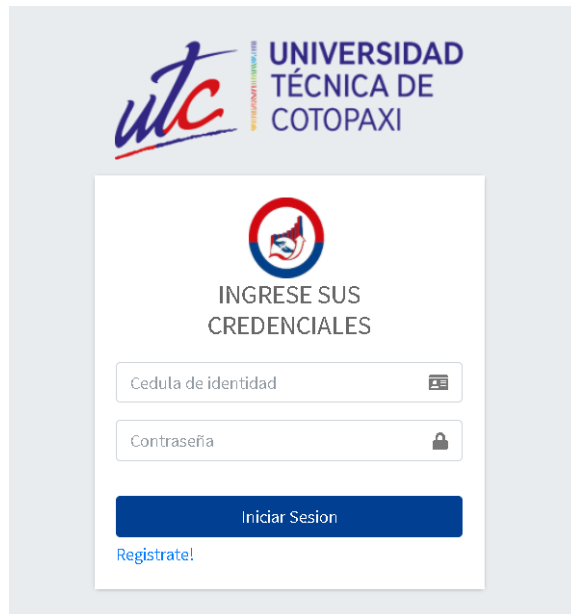 utc
UNIVERSIDAD
TÉCNICA DE
COTOPAXI
INGRESE SUS
CREDENCIALES
Cedula de identidad
Contraseña
Iniciar Sesion
Registrate!